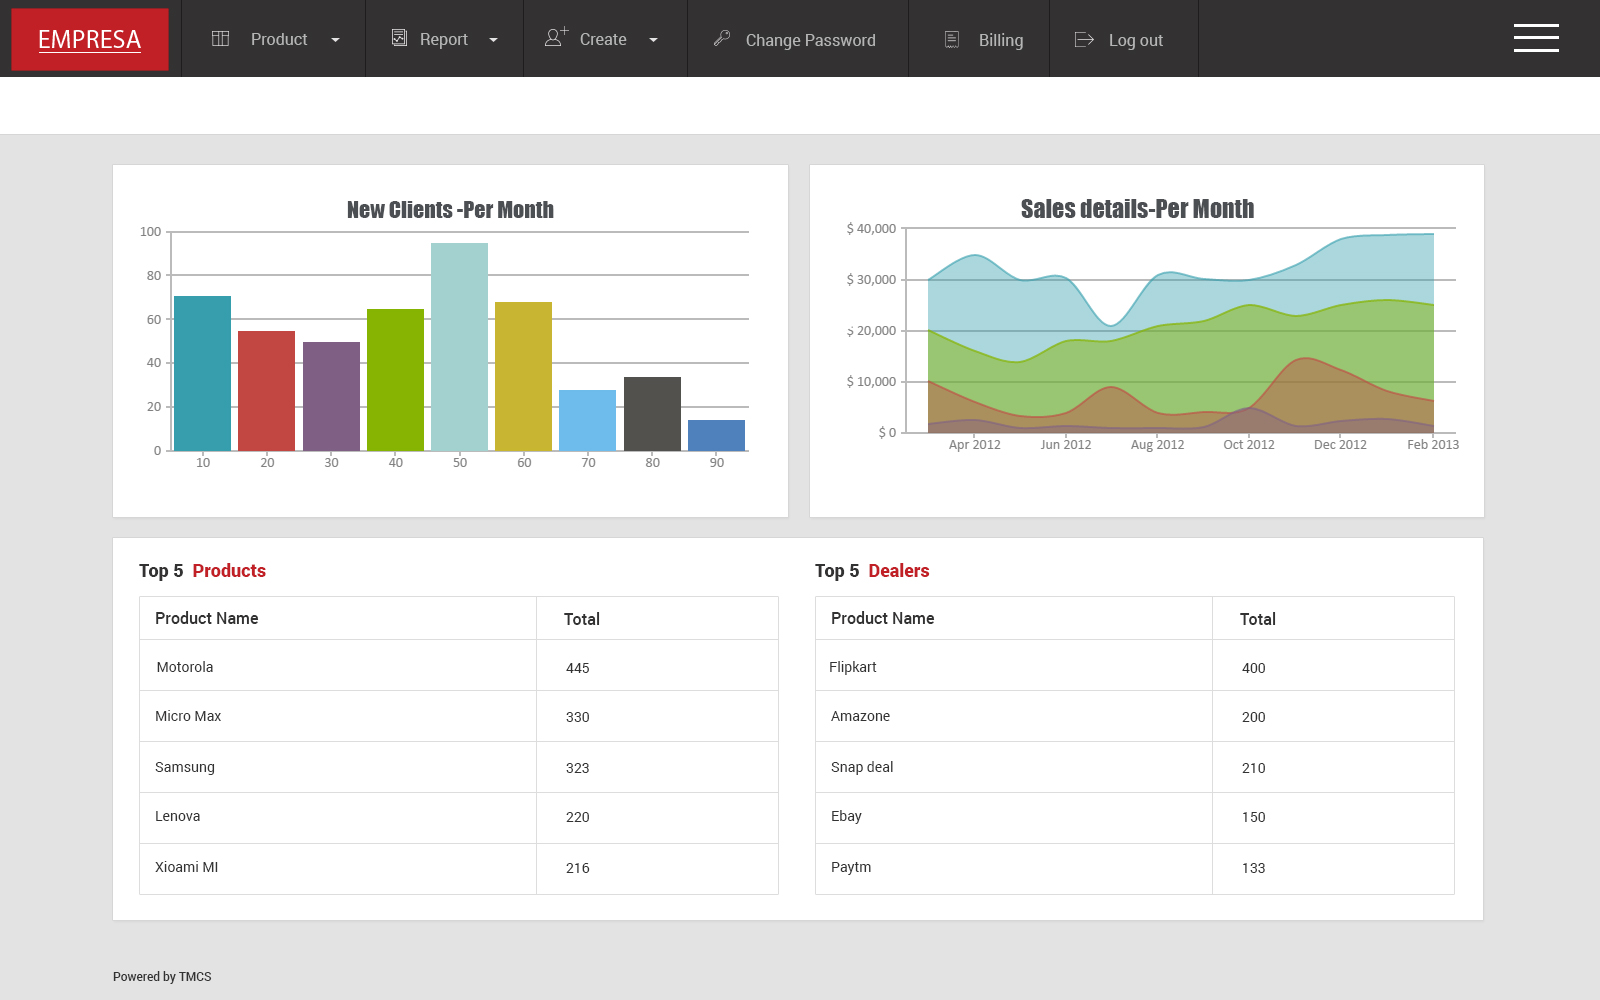 EMPRESA Product Report Create Change Password Billing Log out
New Clients -Per Month
100
80
60
40
20
0
10 20 30 40 50 60 70 80 90
Sales details-Per Month
$ 40,000
$ 30,000
$ 20,000
$ 10,000
$ 0
Apr 2012 Jun 2012 Aug 2012 Oct 2012 Dec 2012 Feb 2013
Top 5 Products
Product Name Total
Motorola 445
Micro Max 330
Samsung 323
Lenova 220
Xioami MI 216
Top 5 Dealers
Product Name Total
Flipkart 400
Amazone 200
Snap deal 210
Ebay 150
Paytm 133
Powered by TMCS